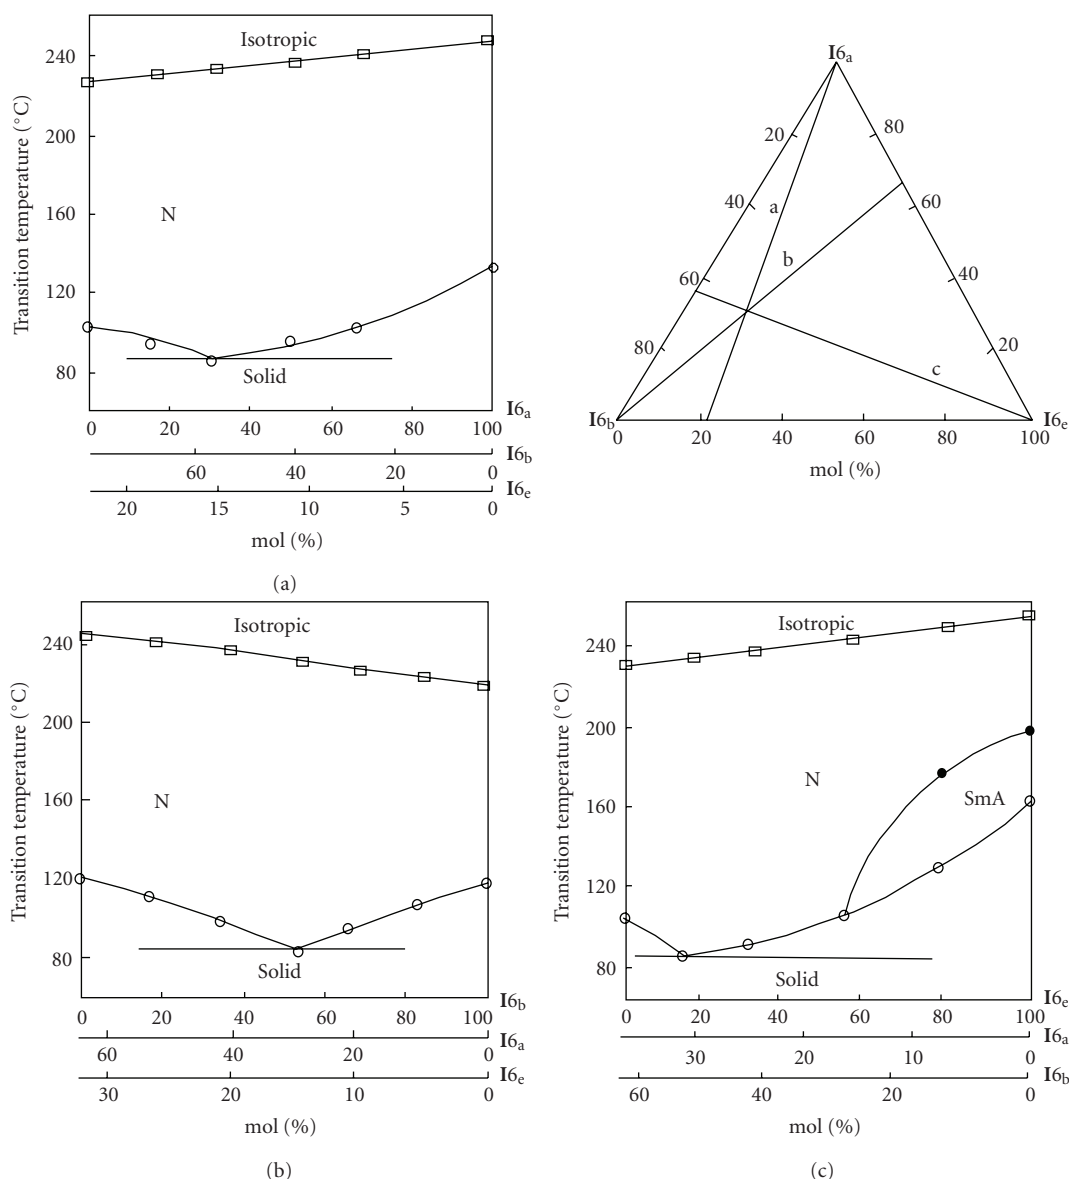 Transition temperature (°C)
240
200
160
120
80
Isotropic
N
Solid
0 20 40 60 80 100
I6a
60 40 20 0
I6b
20 15 10 5 0
I6e
mol (%)
(a)
I6a
20 80
40 60
60 40
80 20
a
b
c
I6b
I6e
0 20 40 60 80 100
mol (%)
Transition temperature (°C)
240
200
160
120
80
Isotropic
N
Solid
0 20 40 60 80 100
I6b
60 40 20 0
I6a
30 20 10 0
I6e
mol (%)
(b)
Transition temperature (°C)
240
200
160
120
80
Isotropic
N
SmA
Solid
0 20 40 60 80 100
I6e
30 20 10 0
I6a
60 40 20 0
I6b
mol (%)
(c)